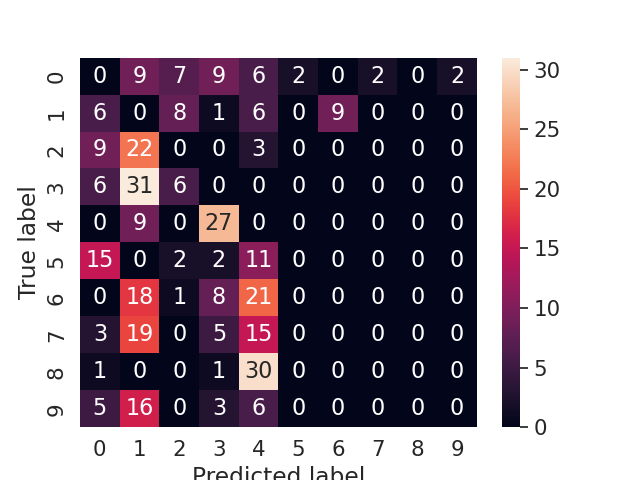 0 0 9 7 9 6 2 0 2 0 2
1 6 0 8 1 6 0 9 0 0 0
2 9 22 0 0 3 0 0 0 0 0
3 6 31 6 0 0 0 0 0 0 0
4 0 9 0 27 0 0 0 0 0 0
5 15 0 2 2 11 0 0 0 0 0
6 0 18 1 8 21 0 0 0 0 0
7 3 19 0 5 15 0 0 0 0 0
8 1 0 0 1 30 0 0 0 0 0
9 5 16 0 3 6 0 0 0 0 0
0 1 2 3 4 5 6 7 8 9
True label
Predicted label
30
25
20
15
10
5
0